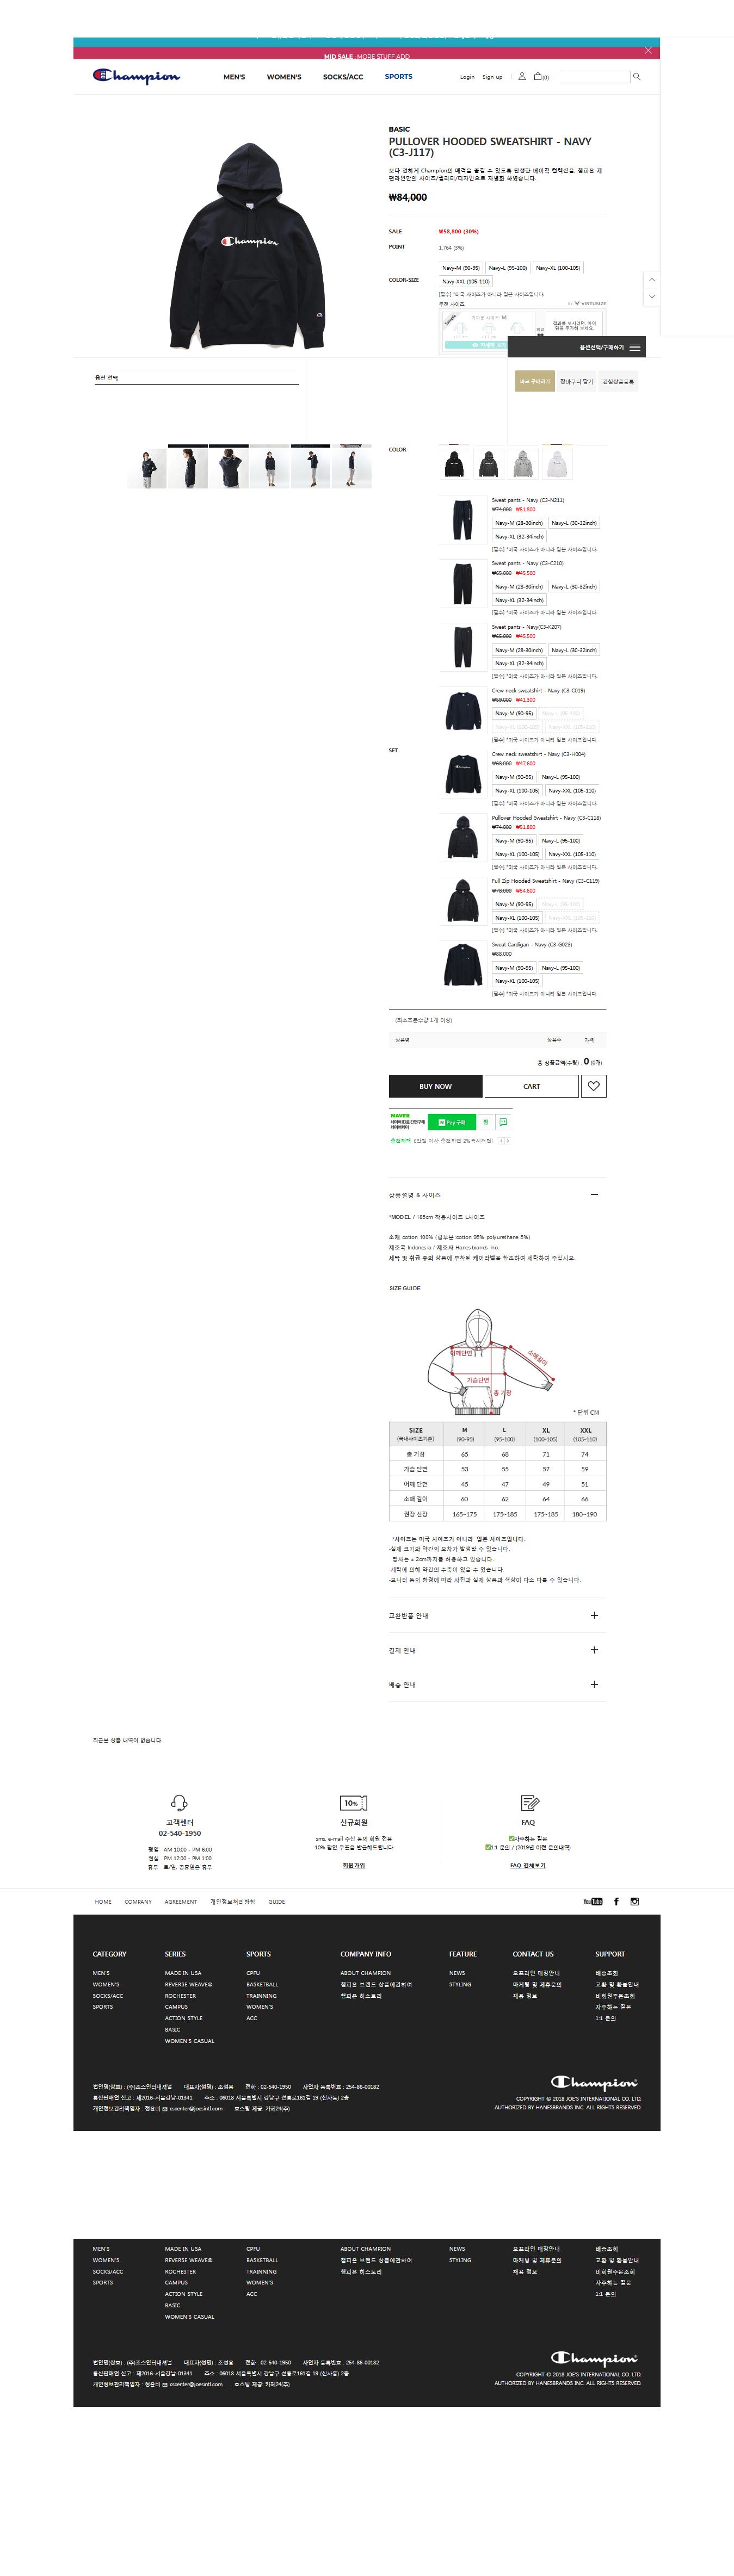 MID SALE : MORE STUFF ADD
Champion
MEN'S
WOMEN'S
SOCKS/ACC
SPORTS
Login
Sign up
(0)
BASIC
PULLOVER HOODED SWEATSHIRT - NAVY
(C3-J117)
보다 편하게 Champion의 매력을 즐길 수 있도록 탄생한 베이직 컬렉션을, 챔피온 재
팬라인만의 사이즈/퀄리티/디자인으로 차별화 하였습니다.
₩84,000
SALE
₩58,800 (30%)
POINT
1,764 (3%)
COLOR-SIZE
Navy-M (90-95)
Navy-L (95-100)
Navy-XL (100-105)
Navy-XXL (105-110)
[필수] *미국 사이즈가 아니라 일본 사이즈입니다.
추천 사이즈
BY VIRTUSIZE
Sample
M
옵션선택/구매하기
옵션 선택
바로 구매하기
장바구니 담기
관심상품등록
COLOR
Sweat pants - Navy (C3-N211)
₩74,000 ₩51,800
Navy-M (28-30inch)
Navy-L (30-32inch)
Navy-XL (32-34inch)
[필수] *미국 사이즈가 아니라 일본 사이즈입니다.
Sweat pants - Navy (C3-C210)
₩65,000 ₩45,500
Navy-M (28-30inch)
Navy-L (30-32inch)
Navy-XL (32-34inch)
[필수] *미국 사이즈가 아니라 일본 사이즈입니다.
Sweat pants - Navy(C3-K207)
₩65,000 ₩45,500
Navy-M (28-30inch)
Navy-L (30-32inch)
Navy-XL (32-34inch)
[필수] *미국 사이즈가 아니라 일본 사이즈입니다.
Crew neck sweatshirt - Navy (C3-C019)
₩59,000 ₩41,300
Navy-M (90-95)
Navy-L (95-100)
Navy-XL (100-105)
Navy-XXL (105-110)
[필수] *미국 사이즈가 아니라 일본 사이즈입니다.
SET
Crew neck sweatshirt - Navy (C3-H004)
₩68,000 ₩47,600
Navy-M (90-95)
Navy-L (95-100)
Navy-XL (100-105)
Navy-XXL (105-110)
[필수] *미국 사이즈가 아니라 일본 사이즈입니다.
Pullover Hooded Sweatshirt - Navy (C3-C118)
₩74,000 ₩51,800
Navy-M (90-95)
Navy-L (95-100)
Navy-XL (100-105)
Navy-XXL (105-110)
[필수] *미국 사이즈가 아니라 일본 사이즈입니다.
Full Zip Hooded Sweatshirt - Navy (C3-C119)
₩78,000 ₩54,600
Navy-M (90-95)
Navy-L (95-100)
Navy-XL (100-105)
Navy-XXL (105-110)
[필수] *미국 사이즈가 아니라 일본 사이즈입니다.
Sweat Cardigan - Navy (C3-G023)
₩88,000
Navy-M (90-95)
Navy-L (95-100)
Navy-XL (100-105)
[필수] *미국 사이즈가 아니라 일본 사이즈입니다.
(최소주문수량 1개 이상)
상품명
상품수
가격
총 상품금액(수량) : 0 (0개)
BUY NOW
CART
NAVER
네이버페이
N Pay 구매
찜
충전혜택
상품설명 & 사이즈
*MODEL / 185cm 착용사이즈 L사이즈
소재 cotton 100% (립부분 cotton 95% polyurethane 5%)
제조국 Indonesia / 제조사 Hanesbrands Inc.
세탁 및 취급 주의 상품에 부착된 케어라벨을 참조하여 세탁하여 주십시오.
SIZE GUIDE
어깨단면
소매길이
가슴단면
총 기장
* 단위 CM
SIZE M L XL XXL
(국내사이즈기준) (90-95) (95-100) (100-105) (105-110)
총 기장 65 68 71 74
가슴 단면 53 55 57 59
어깨 단면 45 47 49 51
소매 길이 60 62 64 66
권장 신장 165~175 175~185 175~185 180~190
*사이즈는 미국 사이즈가 아니라 일본 사이즈입니다.
-실제 크기와 약간의 오차가 발생할 수 있습니다.
당사는 ± 2cm까지를 허용하고 있습니다.
-세탁에 의해 약간의 수축이 있을 수 있습니다.
-모니터 등의 환경에 따라 사진과 실제 상품과 색상이 다소 다를 수 있습니다.
교환반품 안내
결제 안내
배송 안내
최근본 상품 내역이 없습니다.
고객센터
02-540-1950
평일 AM 10:00 - PM 6:00
점심 PM 12:00 - PM 1:00
휴무 토/일, 공휴일은 휴무
10%
신규회원
sms, e-mail 수신 동의 회원 전용
10% 할인 쿠폰을 발급해드립니다
회원가입
FAQ
자주하는 질문
1:1 문의 / (2019년 이전 문의내역)
FAQ 전체보기
HOME
COMPANY
AGREEMENT
개인정보처리방침
GUIDE
YouTube
CATEGORY
MEN'S
WOMEN'S
SOCKS/ACC
SPORTS
SERIES
MADE IN USA
REVERSE WEAVE®
ROCHESTER
CAMPUS
ACTION STYLE
BASIC
WOMEN'S CASUAL
SPORTS
CPFU
BASKETBALL
TRAINNING
WOMEN'S
ACC
COMPANY INFO
ABOUT CHAMPION
챔피온 브랜드 상품에관하여
챔피온 히스토리
FEATURE
NEWS
STYLING
CONTACT US
오프라인 매장안내
마케팅 및 제휴문의
채용 정보
SUPPORT
배송조회
교환 및 환불안내
비회원주문조회
자주하는 질문
1:1 문의
법인명(상호) : (주)조스인터내셔널 대표자(성명) : 조성용 전화 : 02-540-1950 사업자 등록번호 : 254-86-00182
통신판매업 신고 : 제2016-서울강남-01341 주소 : 06018 서울특별시 강남구 선릉로161길 19 (신사동) 2층
개인정보관리책임자 : 정윤비 cscenter@joesintl.com 호스팅 제공: 카페24(주)
Champion
COPYRIGHT © 2018 JOE'S INTERNATIONAL CO. LTD.
AUTHORIZED BY HANESBRANDS INC. ALL RIGHTS RESERVED.
MEN'S
WOMEN'S
SOCKS/ACC
SPORTS
MADE IN USA
REVERSE WEAVE®
ROCHESTER
CAMPUS
ACTION STYLE
BASIC
WOMEN'S CASUAL
CPFU
BASKETBALL
TRAINNING
WOMEN'S
ACC
ABOUT CHAMPION
챔피온 브랜드 상품에관하여
챔피온 히스토리
NEWS
STYLING
오프라인 매장안내
마케팅 및 제휴문의
채용 정보
배송조회
교환 및 환불안내
비회원주문조회
자주하는 질문
1:1 문의
법인명(상호) : (주)조스인터내셔널 대표자(성명) : 조성용 전화 : 02-540-1950 사업자 등록번호 : 254-86-00182
통신판매업 신고 : 제2016-서울강남-01341 주소 : 06018 서울특별시 강남구 선릉로161길 19 (신사동) 2층
개인정보관리책임자 : 정윤비 cscenter@joesintl.com 호스팅 제공: 카페24(주)
Champion
COPYRIGHT © 2018 JOE'S INTERNATIONAL CO. LTD.
AUTHORIZED BY HANESBRANDS INC. ALL RIGHTS RESERVED.